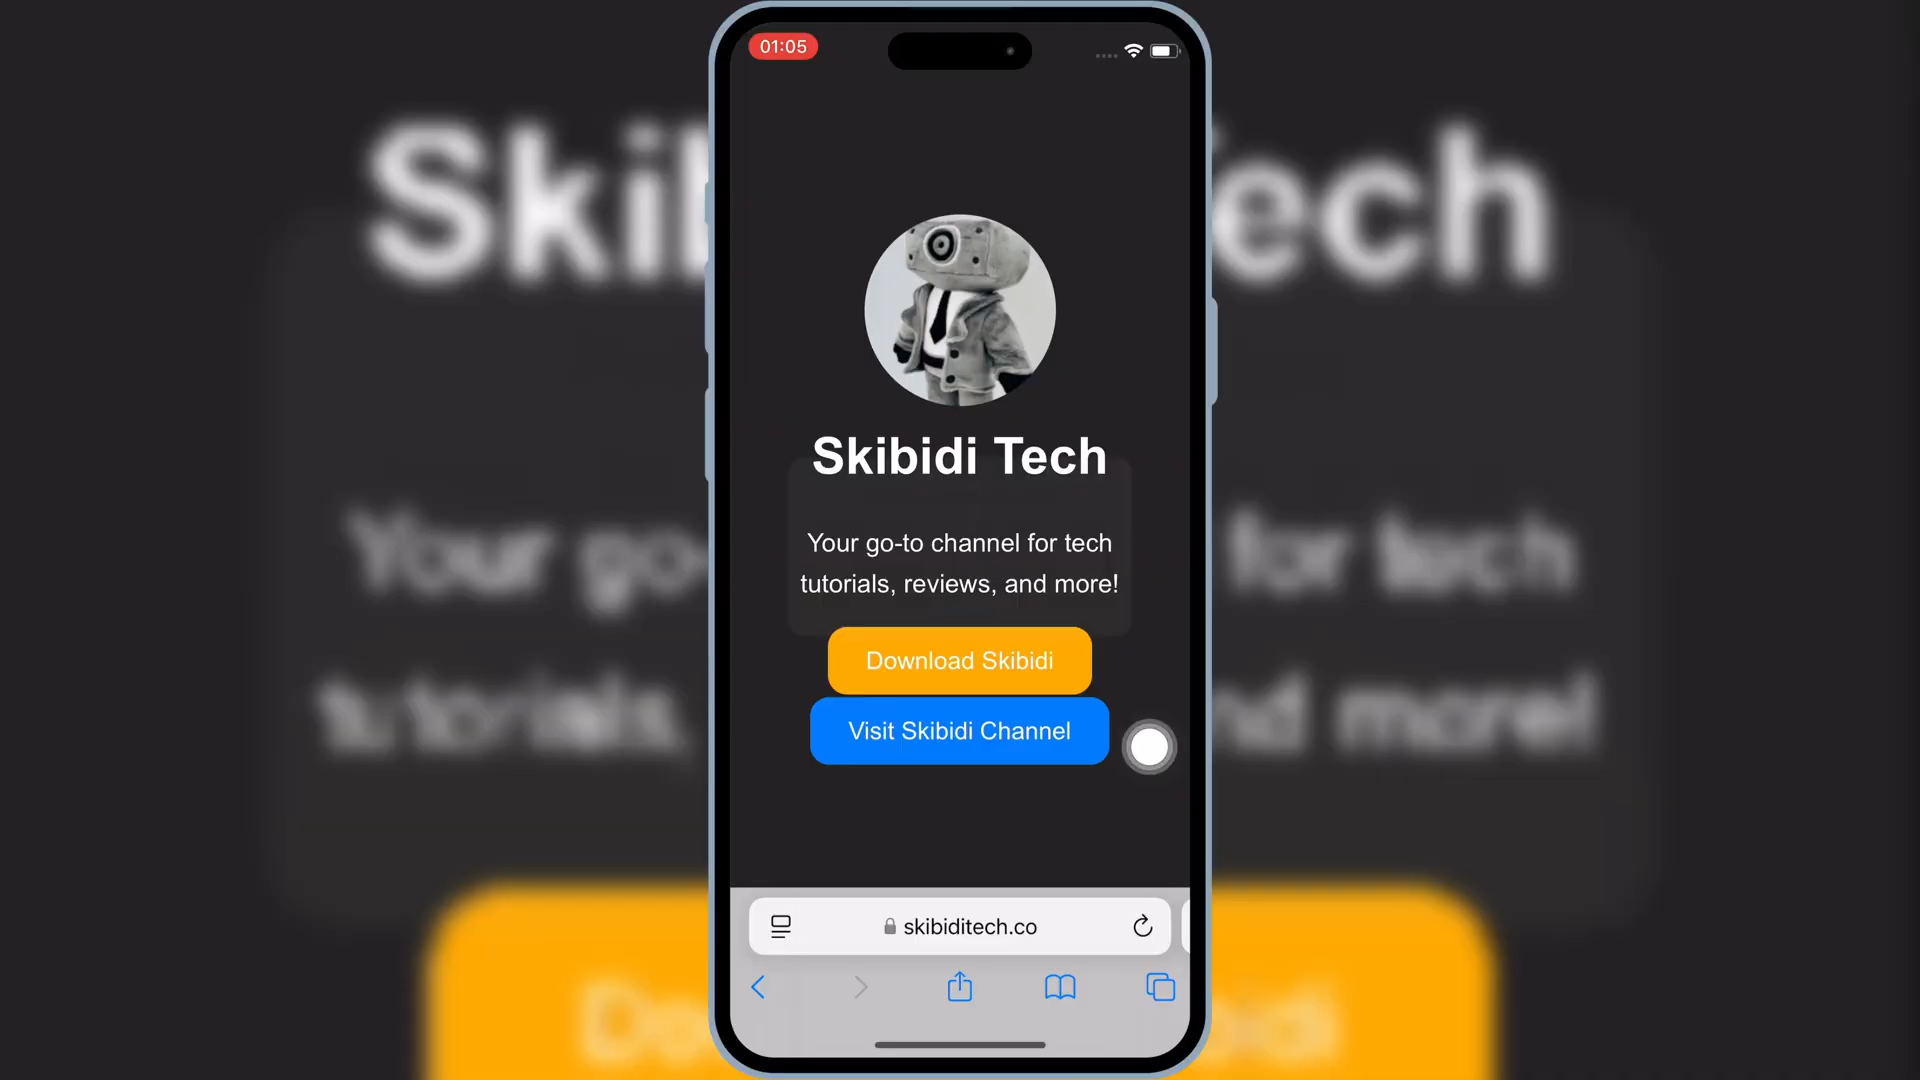 01:05
Skibidi Tech
Your go-to channel for tech
tutorials, reviews, and more!
Download Skibidi
Visit Skibidi Channel
skibiditech.co